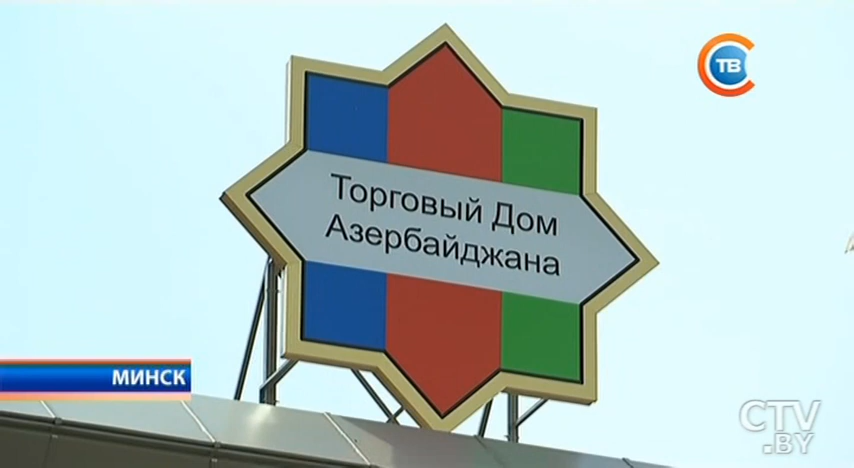 ТВ
Торговый Дом
Азербайджана
МИНСК
CTV
.BY